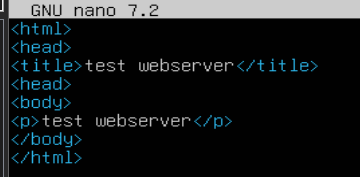 GNU nano 7.2
<html>
<head>
<title>test webserver</title>
<head>
<body>
<p>test webserver</p>
</body>
</html>